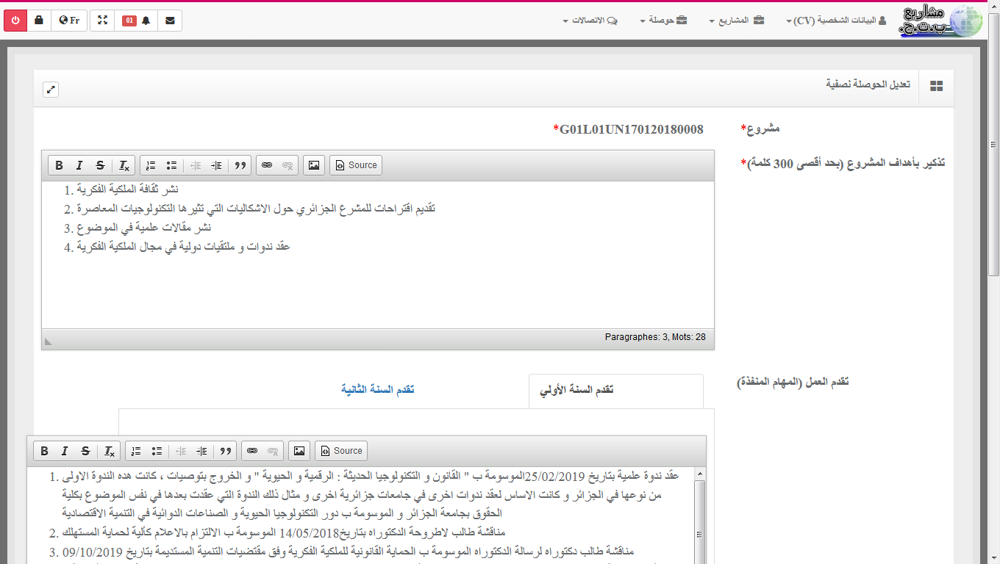 مشاريع
ب.ت.ج.
البيانات الشخصية (CV)
المشاريع
حوصلة
الاتصالات
01
Fr
تعديل الحوصلة نصفية
مشروع*
G01L01UN170120180008*
تذكير بأهداف المشروع (بحد أقصى 300 كلمة)*
B I S Tx Source
1. نشر ثقافة الملكية الفكرية
2. تقديم اقتراحات للمشرع الجزائري حول الاشكاليات التي تثيرها التكنولوجيات المعاصرة
3. نشر مقالات علمية في الموضوع
4. عقد ندوات و ملتقيات دولية في مجال الملكية الفكرية
Paragraphes: 3, Mots: 28
تقدم العمل (المهام المنفذة)
تقدم السنة الأولي
تقدم السنة الثانية
B I S Tx Source
1. عقد ندوة علمية بتاريخ 25/02/2019الموسومة ب " القانون و التكنولوجيا الحديثة : الرقمية و الحيوية " و الخروج بتوصيات ، كانت هده الندوة الاولى
من نوعها في الجزائر و كانت الاساس لعقد ندوات اخرى في جامعات جزائرية اخرى و مثال ذلك الندوة التي عقدت بعدها في نفس الموضوع بكلية
الحقوق بجامعة الجزائر و الموسومة ب دور التكنولوجيا الحيوية و الصناعات الدوائية في التنمية الاقتصادية
2. مناقشة طالب لاطروحة الدكتوراه بتاريخ14/05/2018 الموسومة ب الالتزام بالاعلام كألية لحماية المستهلك
3. مناقشة طالب دكتوراه لرسالة الدكتوراه الموسومة ب الحماية القانونية للملكية الفكرية وفق مقتضيات التنمية المستديمة بتاريخ 09/10/2019